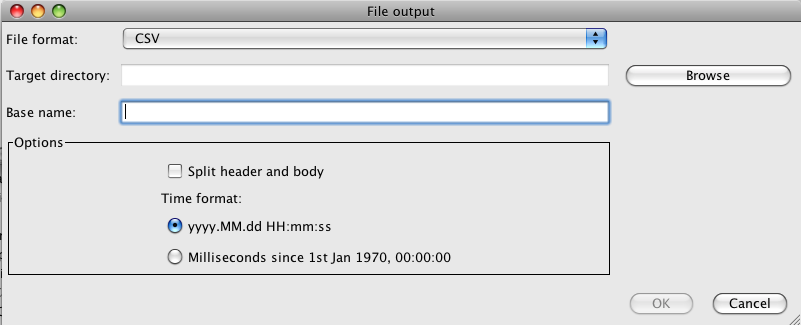 File output
File format: CSV
Target directory: Browse
Base name:
Options
Split header and body
Time format:
yyyy.MM.dd HH:mm:ss
Milliseconds since 1st Jan 1970, 00:00:00
OK Cancel